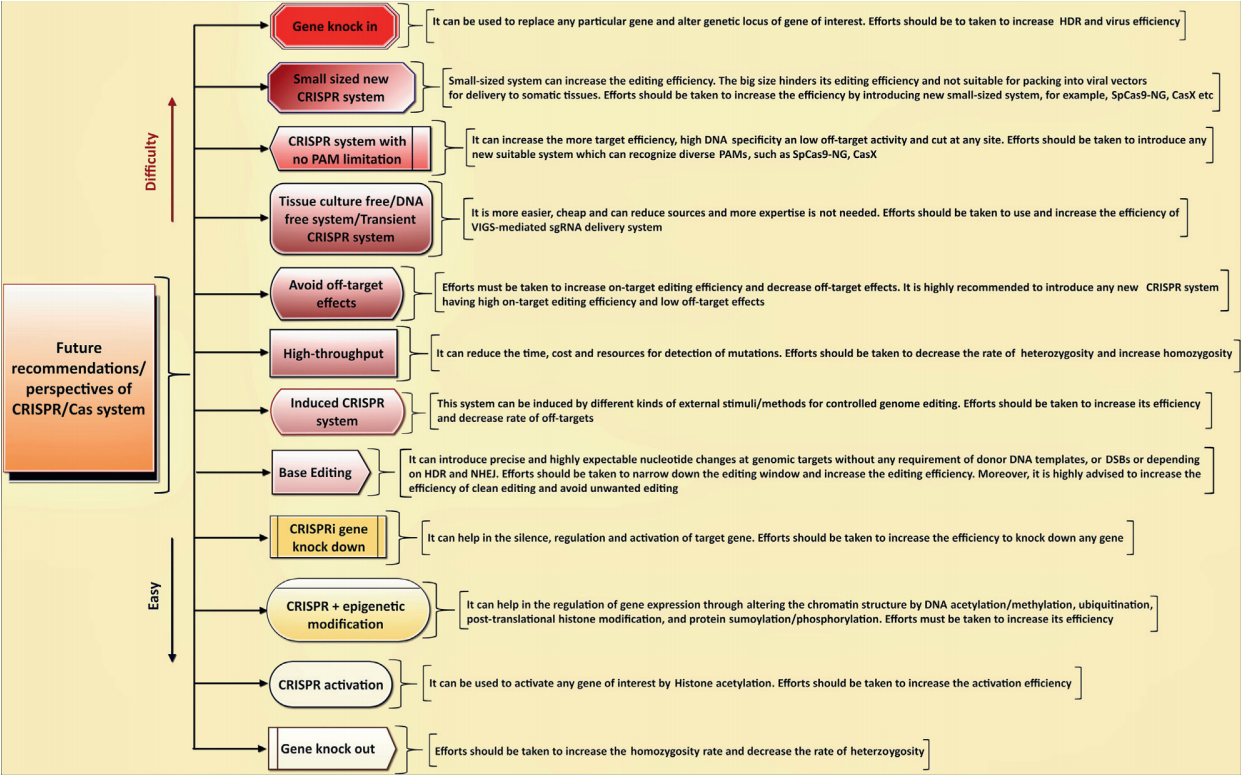 Gene knock in
It can be used to replace any particular gene and alter genetic locus of gene of interest. Efforts should be to taken to increase HDR and virus efficiency
Small sized new
CRISPR system
Small-sized system can increase the editing efficiency. The big size hinders its editing efficiency and not suitable for packing into viral vectors
for delivery to somatic tissues. Efforts should be taken to increase the efficiency by introducing new small-sized system, for example, SpCas9-NG, CasX etc
CRISPR system with
no PAM limitation
It can increase the more target efficiency, high DNA specificity an low off-target activity and cut at any site. Efforts should be taken to introduce any
new suitable system which can recognize diverse PAMs, such as SpCas9-NG, CasX
Difficulty
Tissue culture free/DNA
free system/Transient
CRISPR system
It is more easier, cheap and can reduce sources and more expertise is not needed. Efforts should be taken to use and increase the efficiency of
VIGS-mediated sgRNA delivery system
Avoid off-target
effects
Efforts must be taken to increase on-target editing efficiency and decrease off-target effects. It is highly recommended to introduce any new CRISPR system
having high on-target editing efficiency and low off-target effects
Future
recommendations/
perspectives of
CRISPR/Cas system
High-throughput
It can reduce the time, cost and resources for detection of mutations. Efforts should be taken to decrease the rate of heterozygosity and increase homozygosity
Induced CRISPR
system
This system can be induced by different kinds of external stimuli/methods for controlled genome editing. Efforts should be taken to increase its efficiency
and decrease rate of off-targets
Base Editing
It can introduce precise and highly expectable nucleotide changes at genomic targets without any requirement of donor DNA templates, or DSBs or depending
on HDR and NHEJ. Efforts should be taken to narrow down the editing window and increase the editing efficiency. Moreover, it is highly advised to increase the
efficiency of clean editing and avoid unwanted editing
CRISPRi gene
knock down
It can help in the silence, regulation and activation of target gene. Efforts should be taken to increase the efficiency to knock down any gene
Easy
CRISPR + epigenetic
modification
It can help in the regulation of gene expression through altering the chromatin structure by DNA acetylation/methylation, ubiquitination,
post-translational histone modification, and protein sumoylation/phosphorylation. Efforts must be taken to increase its efficiency
CRISPR activation
It can be used to activate any gene of interest by Histone acetylation. Efforts should be taken to increase the activation efficiency
Gene knock out
Efforts should be taken to increase the homozygosity rate and decrease the rate of heterzoygosity